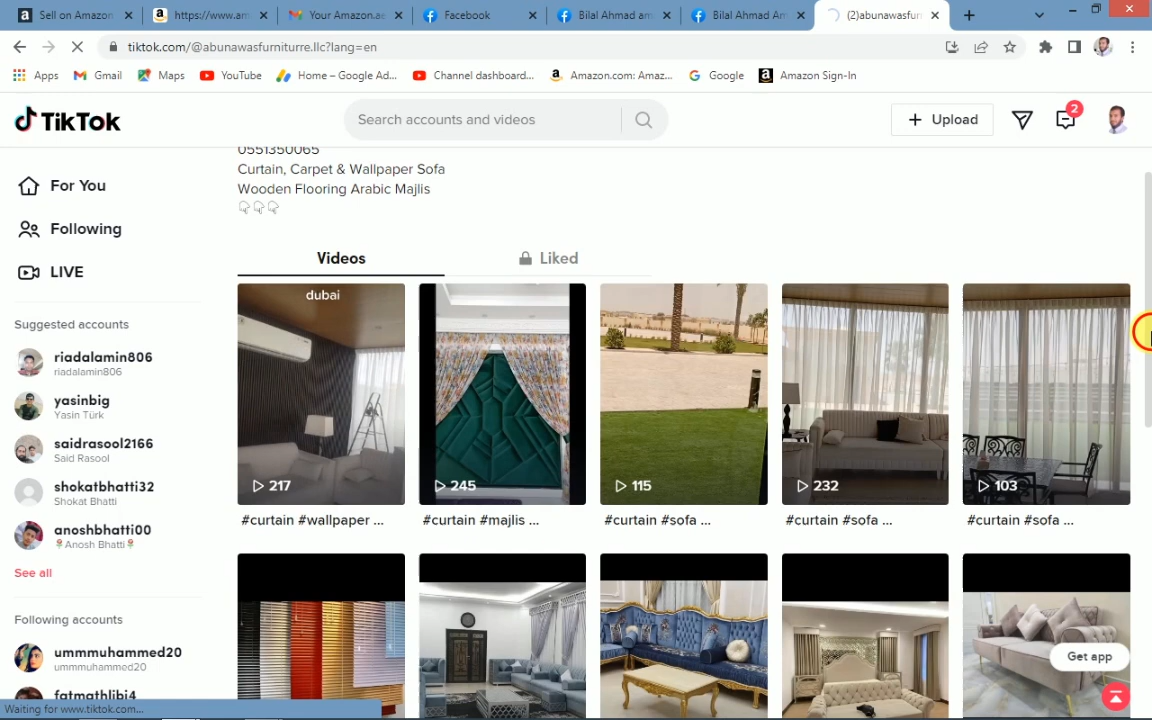 Sell on Amazon
https://www.am
Your Amazon.ae
Facebook
Bilal Ahmad am
Bilal Ahmad Am
(2)abunawasfurn
tiktok.com/@abunawasfurniturre.llc?lang=en
Apps
Gmail
Maps
YouTube
Home – Google Ad...
Channel dashboard...
Amazon.com: Amaz...
Google
Amazon Sign-In
TikTok
Search accounts and videos
Upload
2
0551350065
Curtain, Carpet & Wallpaper Sofa
Wooden Flooring Arabic Majlis
For You
Following
LIVE
Videos
Liked
Suggested accounts
riadalamin806
riadalamin806
yasinbig
Yasin Türk
saidrasool2166
Said Rasool
shokatbhatti32
Shokat Bhatti
anoshbhatti00
🌹Anosh Bhatti🌹
See all
Following accounts
ummmuhammed20
ummmuhammed20
fatmathlibi4
dubai
217
245
115
232
103
#curtain #wallpaper ...
#curtain #majlis ...
#curtain #sofa ...
#curtain #sofa ...
#curtain #sofa ...
Get app
Waiting for www.tiktok.com...